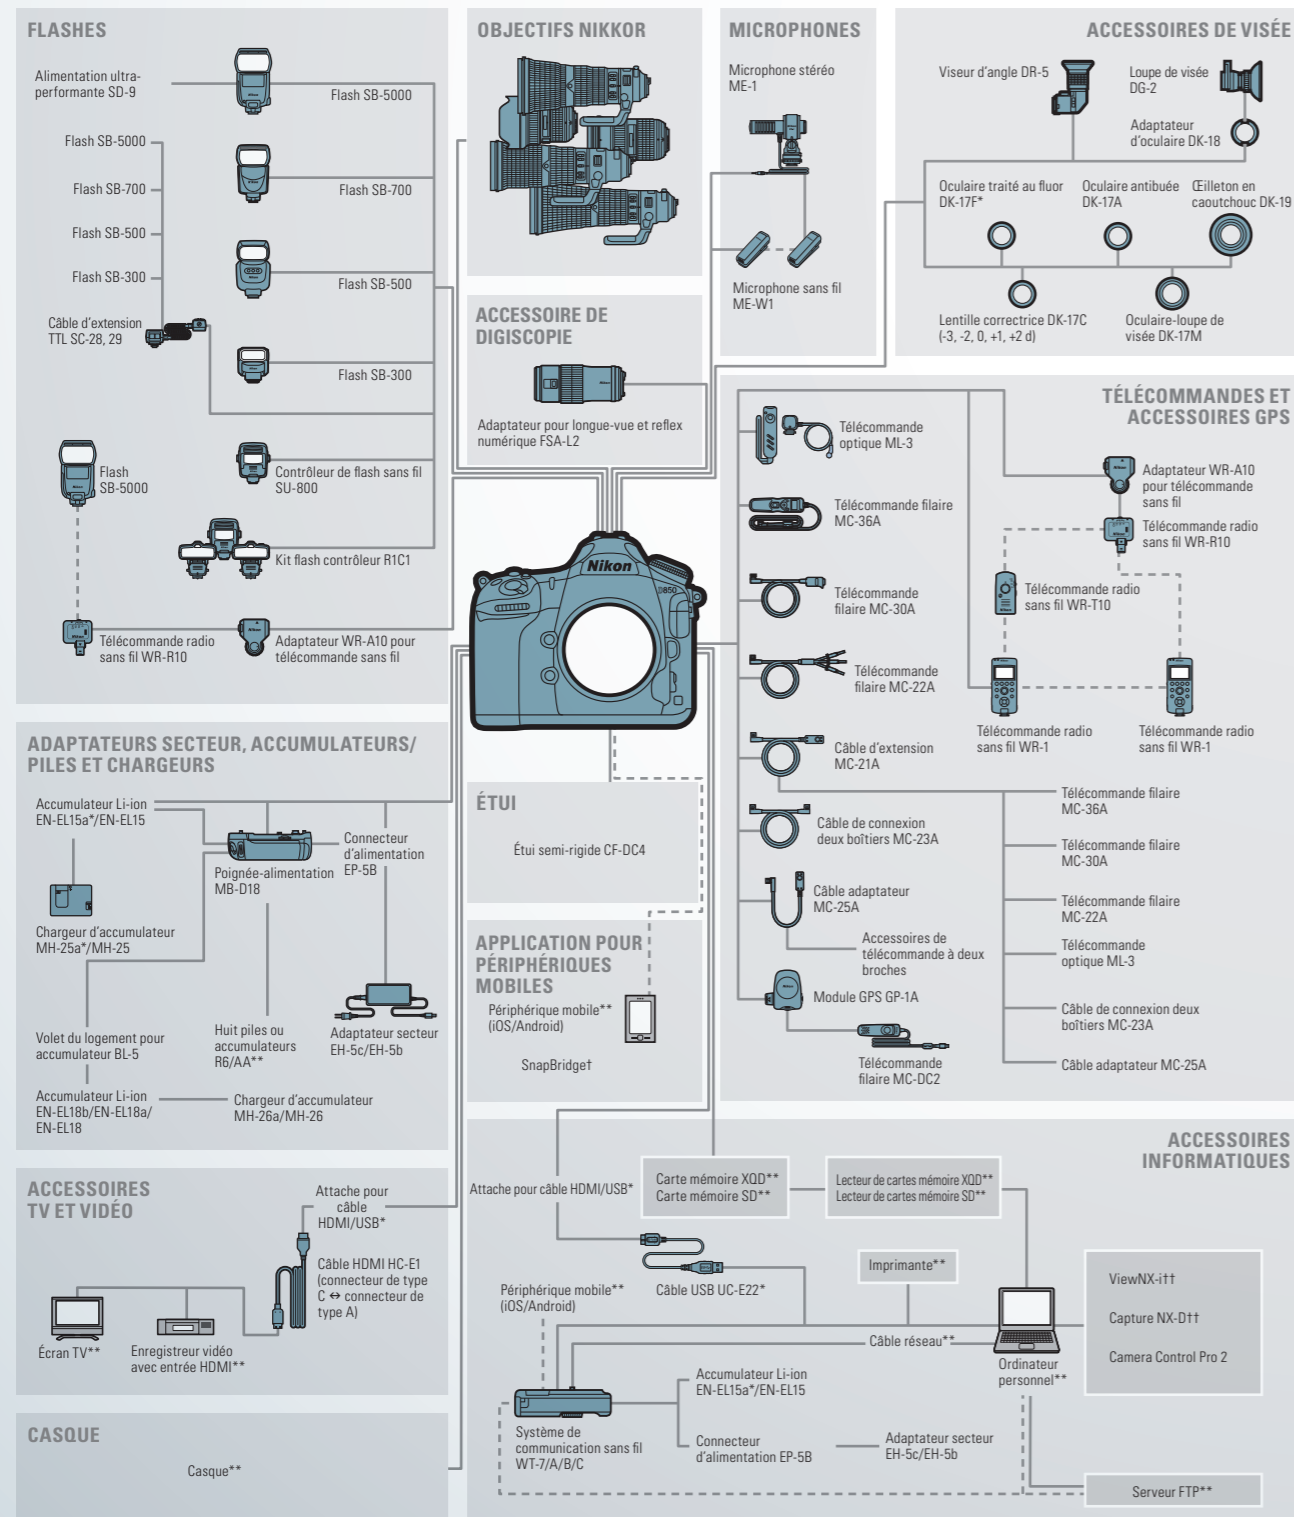 FLASHES
Alimentation ultra-
performante SD-9
Flash SB-5000
Flash SB-5000
Flash SB-700
Flash SB-700
Flash SB-500
Flash SB-500
Flash SB-300
Câble d'extension
TTL SC-28, 29
Flash SB-300
Flash
SB-5000
Contrôleur de flash sans fil
SU-800
Kit flash contrôleur R1C1
Télécommande radio
sans fil WR-R10
Adaptateur WR-A10 pour
télécommande sans fil
OBJECTIFS NIKKOR
ACCESSOIRE DE
DIGISCOPIE
Adaptateur pour longue-vue et reflex
numérique FSA-L2
MICROPHONES
Microphone stéréo
ME-1
Microphone sans fil
ME-W1
ACCESSOIRES DE VISÉE
Viseur d'angle DR-5
Loupe de visée
DG-2
Adaptateur
d'oculaire DK-18
Oculaire traité au fluor
DK-17F*
Oculaire antibuée
DK-17A
Œilleton en
caoutchouc DK-19
Lentille correctrice DK-17C
(-3, -2, 0, +1, +2 d)
Oculaire-loupe de
visée DK-17M
TÉLÉCOMMANDES ET
ACCESSOIRES GPS
Télécommande
optique ML-3
Télécommande filaire
MC-36A
Télécommande
filaire MC-30A
Télécommande
filaire MC-22A
Câble d'extension
MC-21A
Câble de connexion
deux boîtiers MC-23A
Câble adaptateur
MC-25A
Accessoires de
télécommande à deux
broches
Module GPS GP-1A
Télécommande
filaire MC-DC2
Adaptateur WR-A10
pour télécommande
sans fil
Télécommande radio
sans fil WR-R10
Télécommande radio
sans fil WR-T10
Télécommande radio
sans fil WR-1
Télécommande radio
sans fil WR-1
Télécommande filaire
MC-36A
Télécommande filaire
MC-30A
Télécommande filaire
MC-22A
Télécommande
optique ML-3
Câble de connexion deux
boîtiers MC-23A
Câble adaptateur MC-25A
Nikon
D850
ADAPTATEURS SECTEUR, ACCUMULATEURS/
PILES ET CHARGEURS
Accumulateur Li-ion
EN-EL15a*/EN-EL15
Chargeur d'accumulateur
MH-25a*/MH-25
Poignée-alimentation
MB-D18
Connecteur
d'alimentation
EP-5B
Volet du logement pour
accumulateur BL-5
Huit piles ou
accumulateurs
R6/AA**
Adaptateur secteur
EH-5c/EH-5b
Accumulateur Li-ion
EN-EL18b/EN-EL18a/
EN-EL18
Chargeur d'accumulateur
MH-26a/MH-26
ÉTUI
Étui semi-rigide CF-DC4
APPLICATION POUR
PÉRIPHÉRIQUES
MOBILES
Périphérique mobile**
(iOS/Android)
SnapBridge†
ACCESSOIRES
TV ET VIDÉO
Attache pour
câble
HDMI/USB*
Câble HDMI HC-E1
(connecteur de type
C ↔ connecteur de
type A)
Écran TV**
Enregistreur vidéo
avec entrée HDMI**
CASQUE
Casque**
ACCESSOIRES
INFORMATIQUES
Attache pour câble HDMI/USB*
Carte mémoire XQD**
Carte mémoire SD**
Lecteur de cartes mémoire XQD**
Lecteur de cartes mémoire SD**
Périphérique mobile**
(iOS/Android)
Câble USB UC-E22*
Imprimante**
Câble réseau**
Ordinateur
personnel**
ViewNX-i††
Capture NX-D††
Camera Control Pro 2
Système de
communication sans fil
WT-7/A/B/C
Accumulateur Li-ion
EN-EL15a*/EN-EL15
Connecteur
d'alimentation EP-5B
Adaptateur secteur
EH-5c/EH-5b
Serveur FTP**